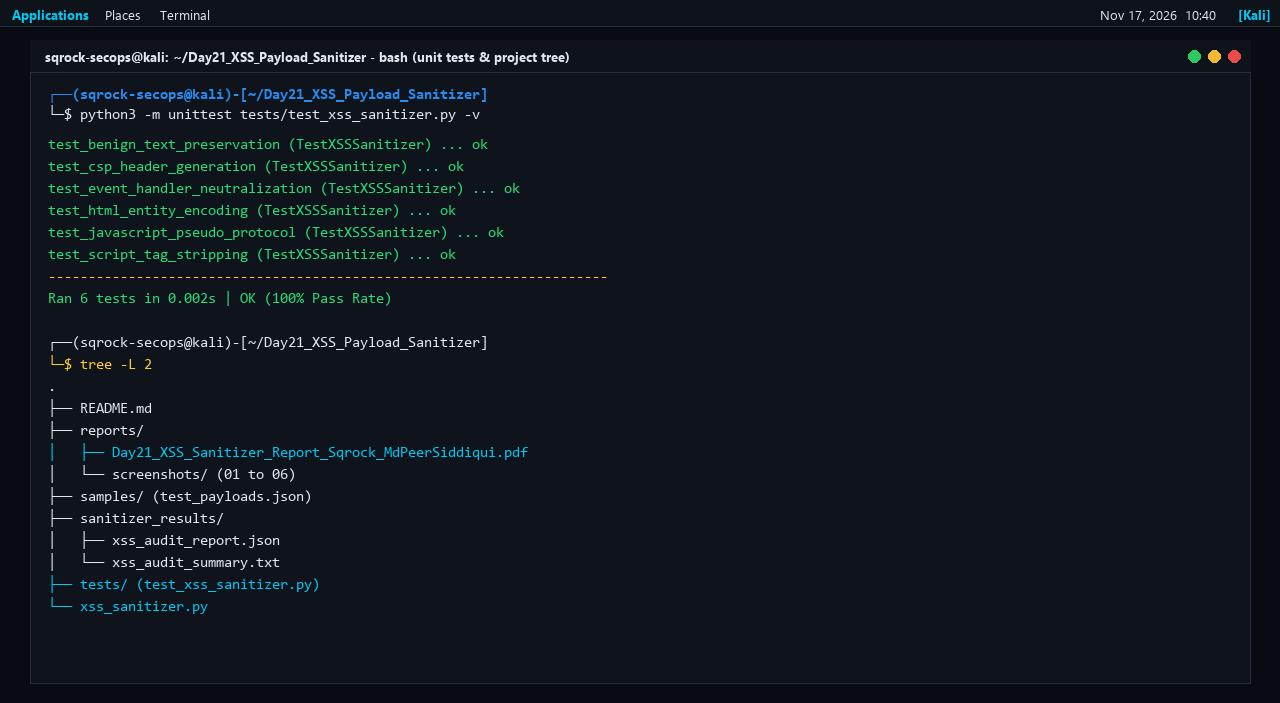 Applications Places Terminal Nov 17, 2026 10:40 [Kali]
sqrock-secops@kali: ~/Day21_XSS_Payload_Sanitizer - bash (unit tests & project tree)
┌──(sqrock-secops@kali)-[~/Day21_XSS_Payload_Sanitizer]
└─$ python3 -m unittest tests/test_xss_sanitizer.py -v
test_benign_text_preservation (TestXSSSanitizer) ... ok
test_csp_header_generation (TestXSSSanitizer) ... ok
test_event_handler_neutralization (TestXSSSanitizer) ... ok
test_html_entity_encoding (TestXSSSanitizer) ... ok
test_javascript_pseudo_protocol (TestXSSSanitizer) ... ok
test_script_tag_stripping (TestXSSSanitizer) ... ok
----------------------------------------------------------------------
Ran 6 tests in 0.002s | OK (100% Pass Rate)
┌──(sqrock-secops@kali)-[~/Day21_XSS_Payload_Sanitizer]
└─$ tree -L 2
.
├── README.md
├── reports/
│   ├── Day21_XSS_Sanitizer_Report_Sqrock_MdPeerSiddiqui.pdf
│   └── screenshots/ (01 to 06)
├── samples/ (test_payloads.json)
├── sanitizer_results/
│   ├── xss_audit_report.json
│   └── xss_audit_summary.txt
├── tests/ (test_xss_sanitizer.py)
└── xss_sanitizer.py